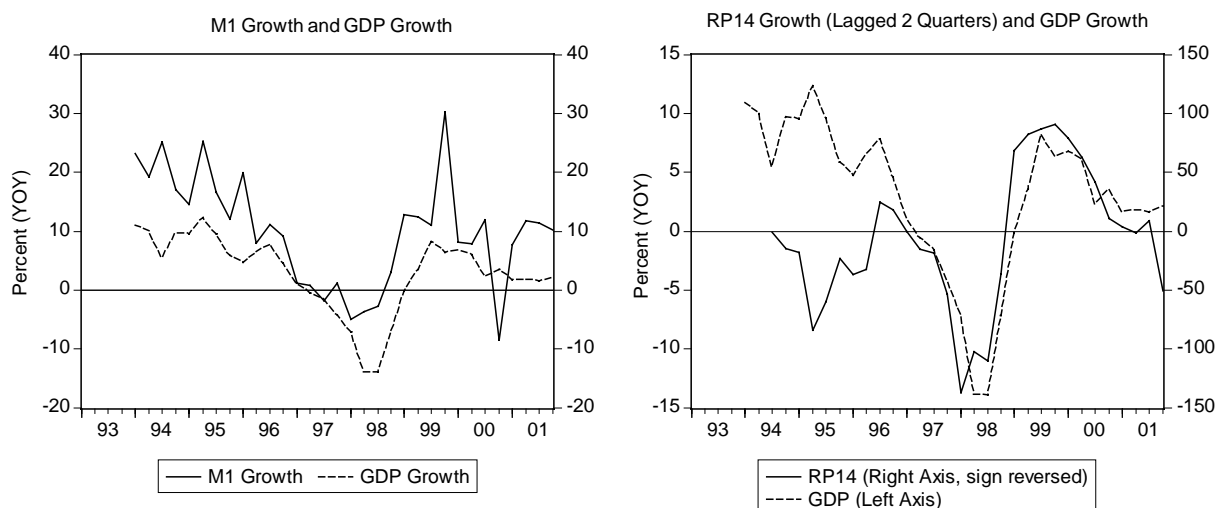 M1 Growth and GDP Growth
40 40
30 30
20 20
10 10
0 0
-10 -10
-20 -20
Percent (YOY)
93 94 95 96 97 98 99 00 01
M1 Growth GDP Growth
RP14 Growth (Lagged 2 Quarters) and GDP Growth
15 150
10 100
5 50
0 0
-5 -50
-10 -100
-15 -150
Percent (YOY)
93 94 95 96 97 98 99 00 01
RP14 (Right Axis, sign reversed)
GDP (Left Axis)